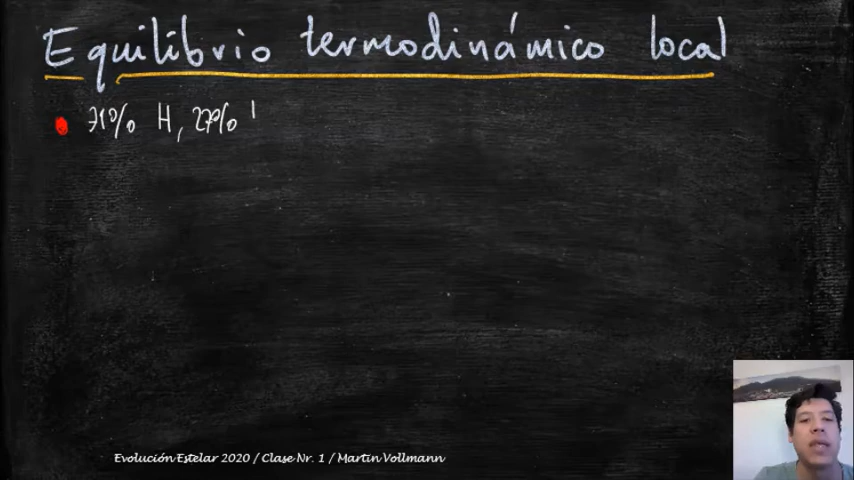 Equilibrio termodinámico local
71% H, 27%
Evolución Estelar 2020 / Clase Nr. 1 / Martin Vollmann